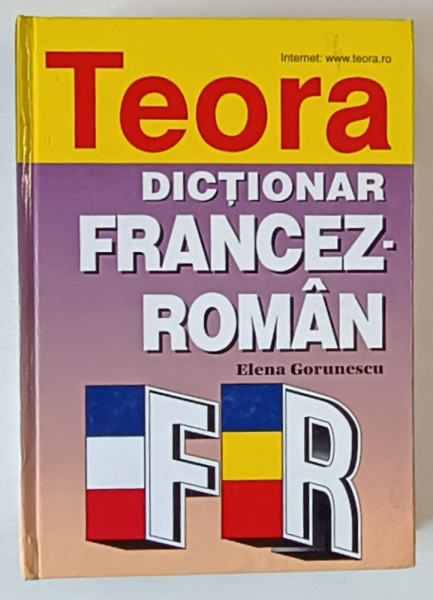 Internet: www.teora.ro
Teora
DICȚIONAR
FRANCEZ-
ROMÂN
Elena Gorunescu
F R